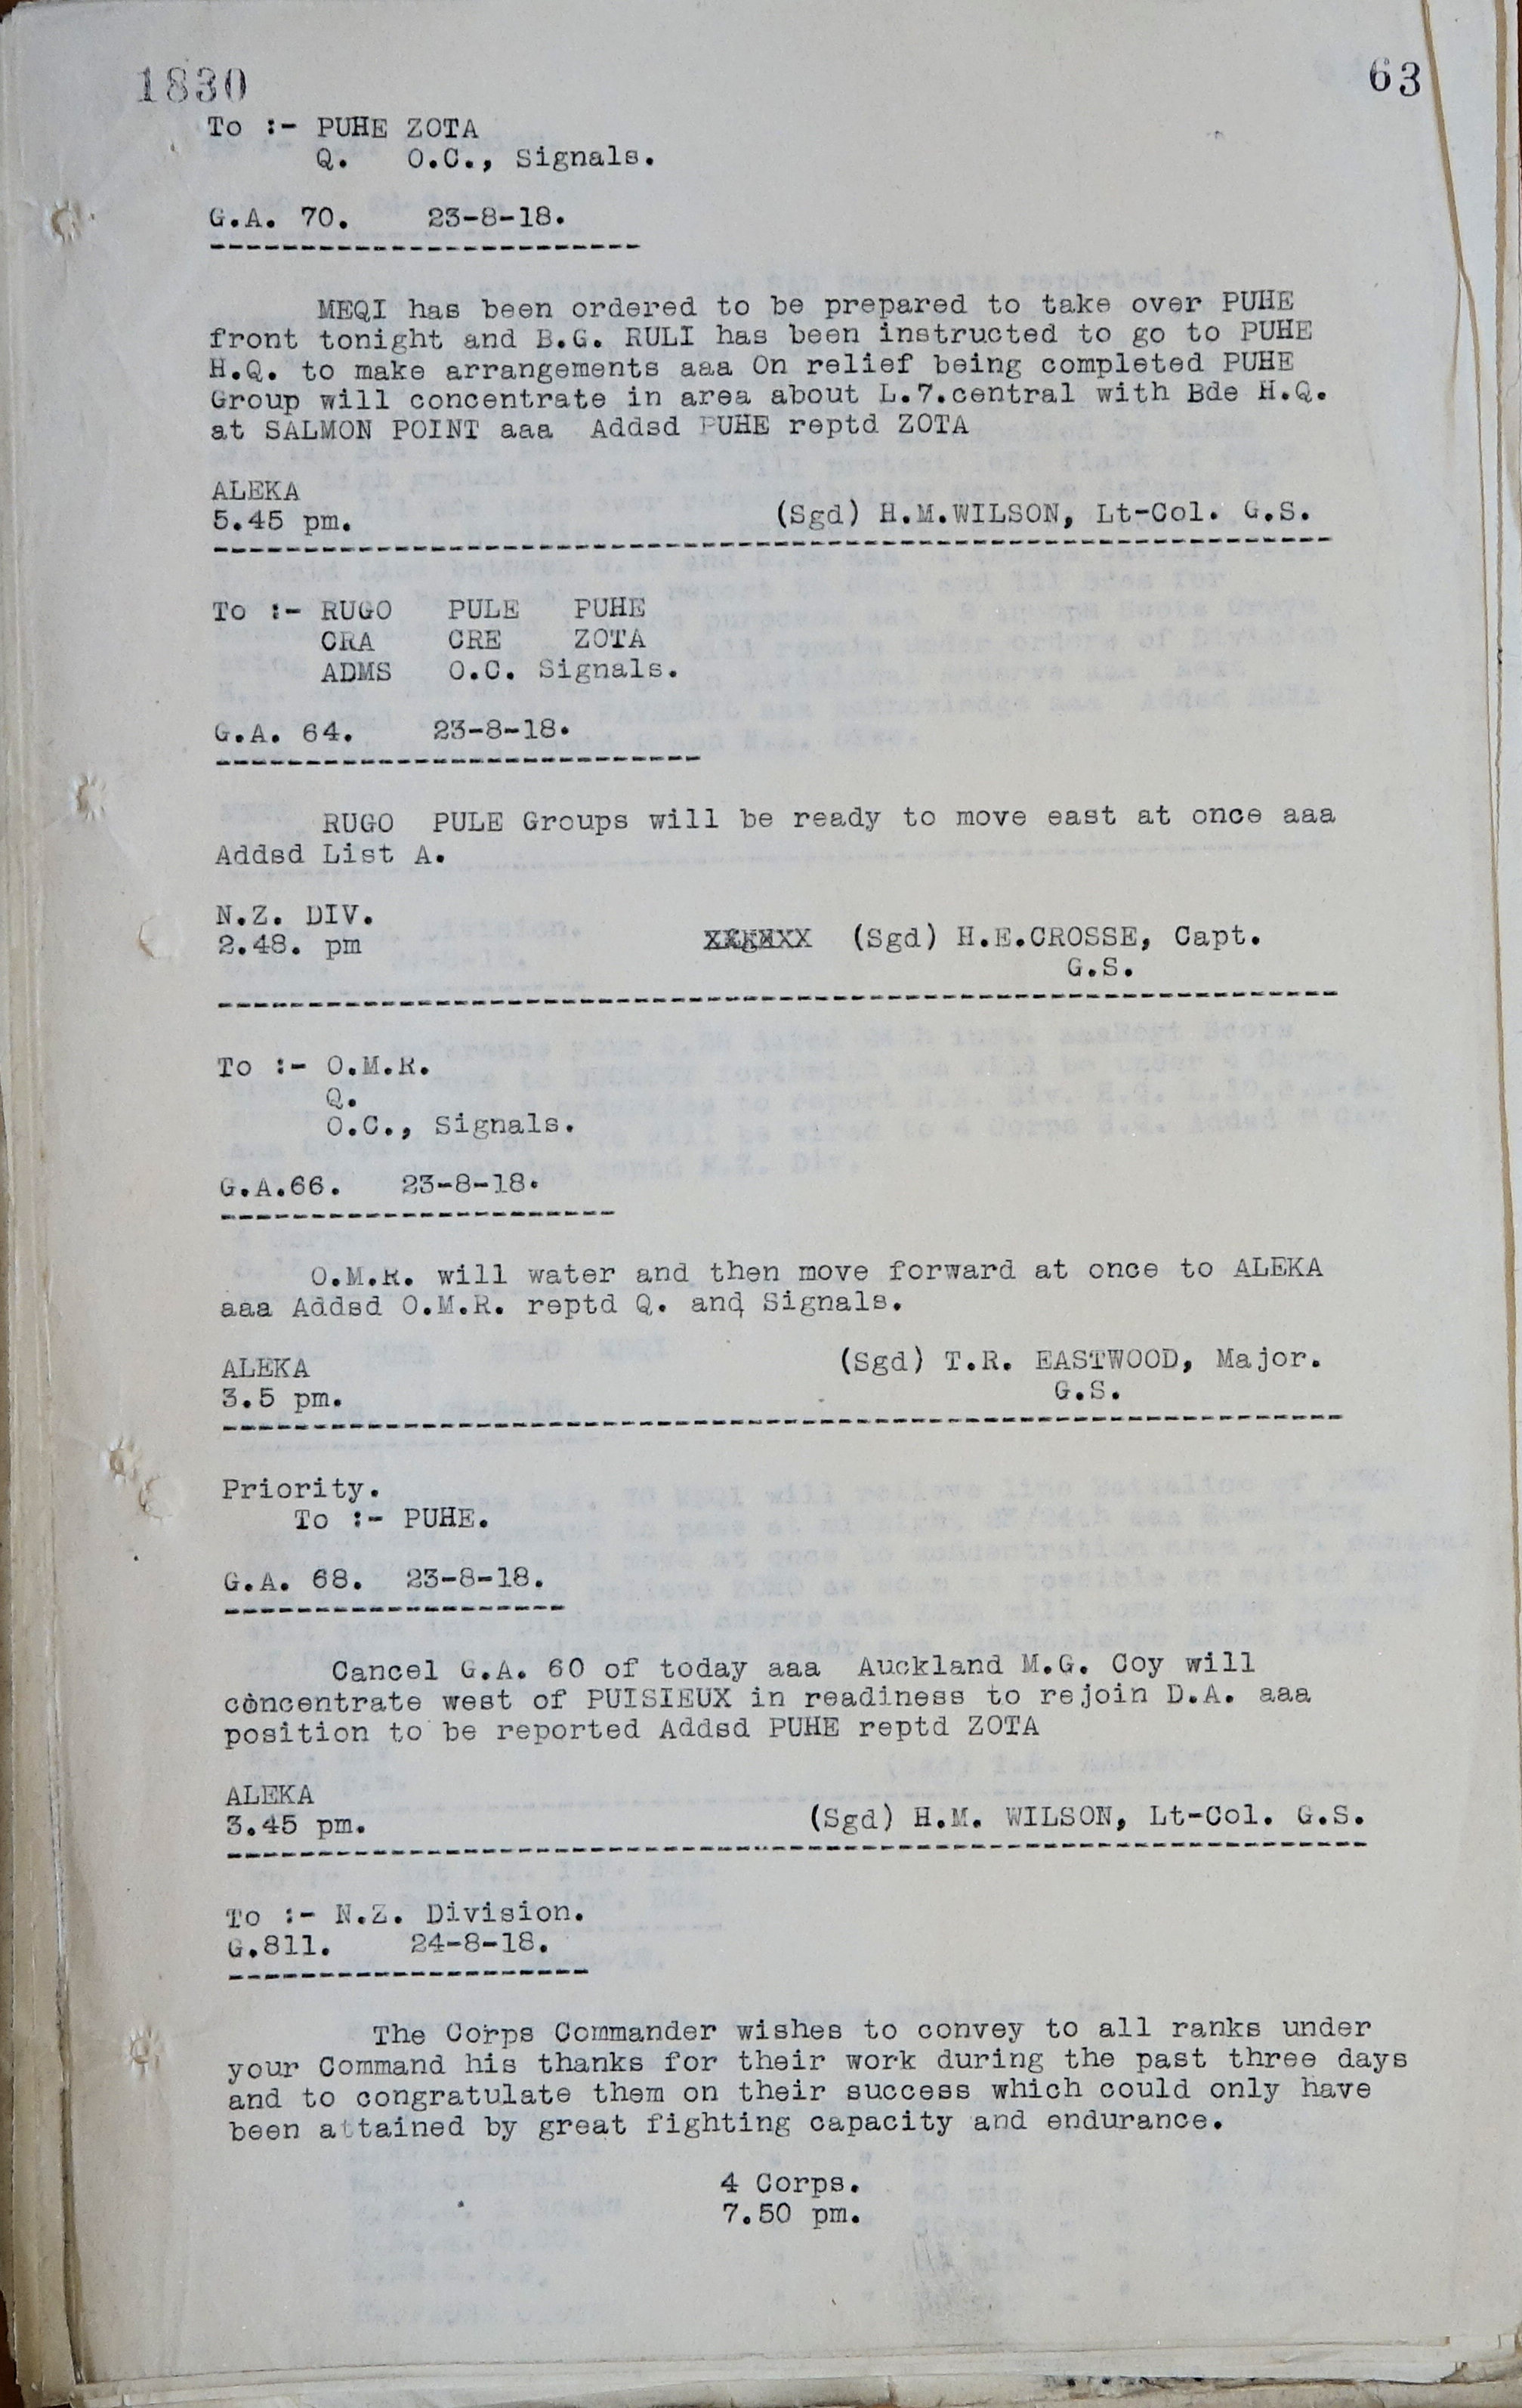 1830
63
To :- PUHE ZOTA
Q. O.C., Signals.
G.A. 70. 23-8-18.
MEQI has been ordered to be prepared to take over PUHE
front tonight and B.G. RULI has been instructed to go to PUHE
H.Q. to make arrangements aaa On relief being completed PUHE
Group will concentrate in area about L.7.central with Bde H.Q.
at SALMON POINT aaa Addsd PUHE reptd ZOTA
ALEKA
5.45 pm. (Sgd) H.M.WILSON, Lt-Col. G.S.
To :- RUGO PULE PUHE
CRA CRE ZOTA
ADMS O.C. Signals.
G.A. 64. 23-8-18.
RUGO PULE Groups will be ready to move east at once aaa
Addsd List A.
N.Z. DIV.
2.48. pm (Sgd) H.E.CROSSE, Capt.
G.S.
To :- O.M.R.
Q.
O.C., Signals.
G.A.66. 23-8-18.
O.M.R. will water and then move forward at once to ALEKA
aaa Addsd O.M.R. reptd Q. and Signals.
ALEKA (Sgd) T.R. EASTWOOD, Major.
3.5 pm. G.S.
Priority.
To :- PUHE.
G.A. 68. 23-8-18.
Cancel G.A. 60 of today aaa Auckland M.G. Coy will
concentrate west of PUISIEUX in readiness to rejoin D.A. aaa
position to be reported Addsd PUHE reptd ZOTA
ALEKA
3.45 pm. (Sgd) H.M. WILSON, Lt-Col. G.S.
To :- N.Z. Division.
G.811. 24-8-18.
The Corps Commander wishes to convey to all ranks under
your Command his thanks for their work during the past three days
and to congratulate them on their success which could only have
been attained by great fighting capacity and endurance.
4 Corps.
7.50 pm.